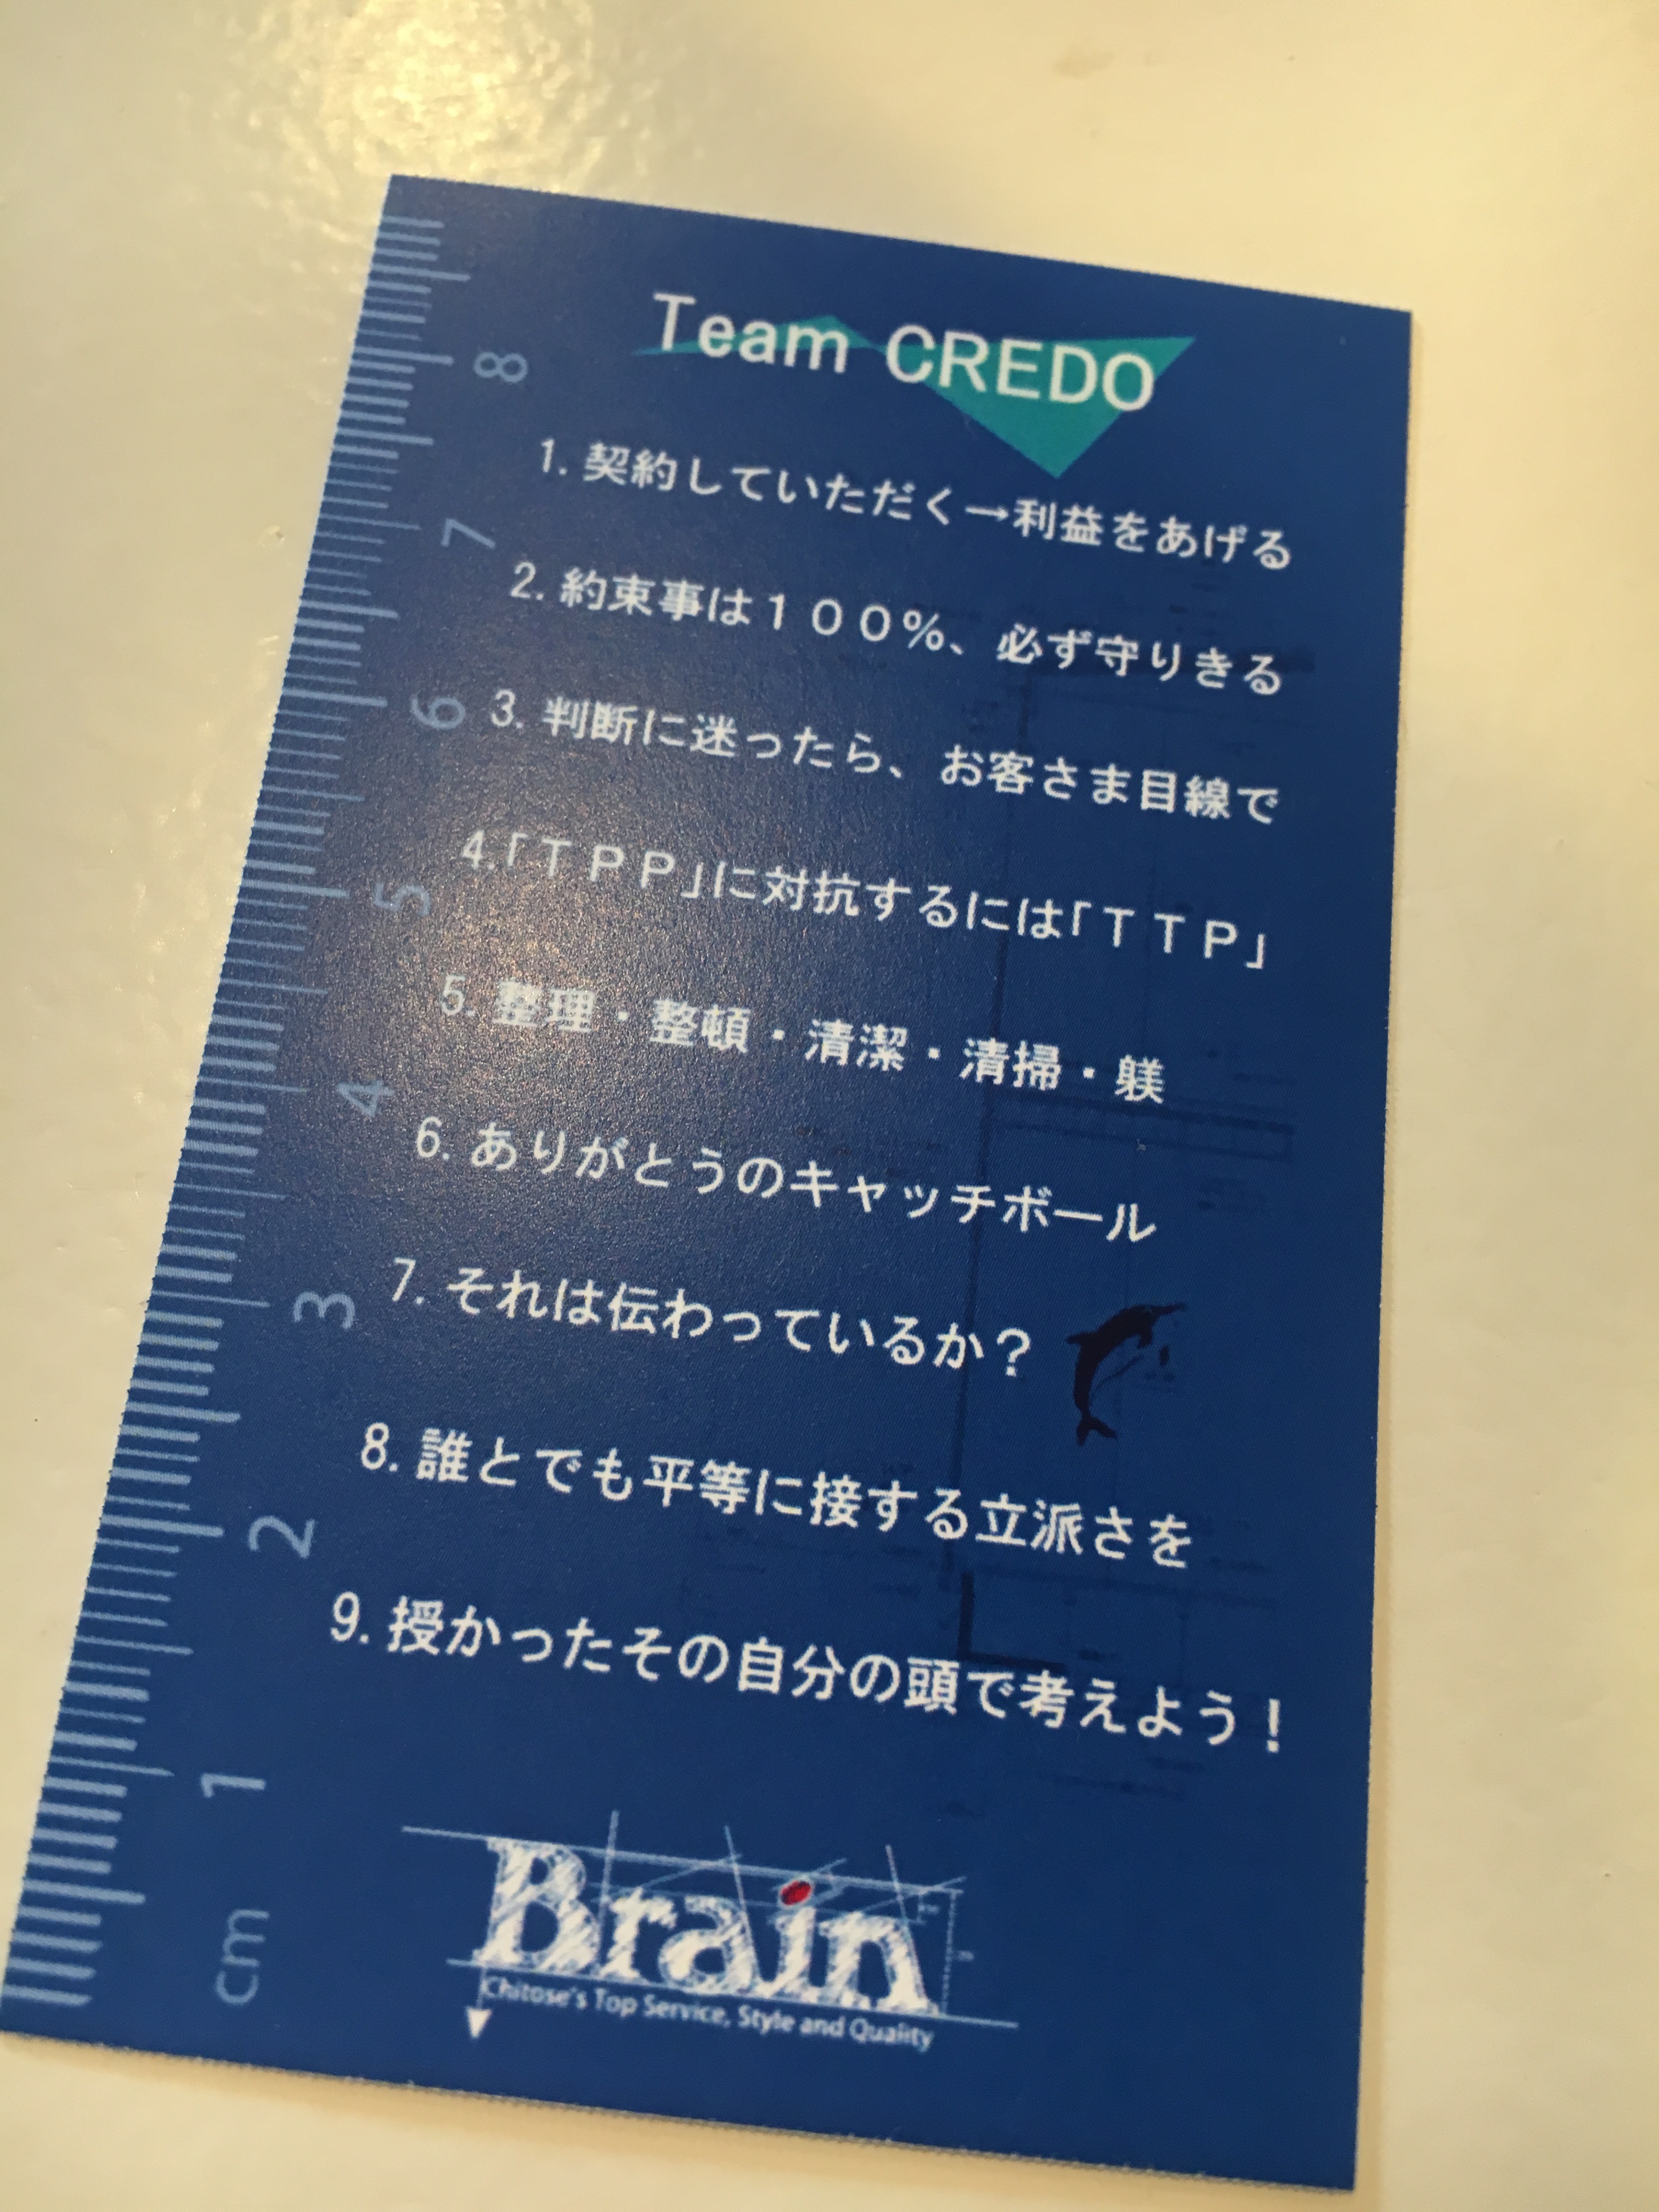 Team CREDO
1. 契約していただく→利益をあげる
2. 約束事は１００%、必ず守りきる
3. 判断に迷ったら、お客さま目線で
4.｢ＴＰＰ｣に対抗するには｢ＴＴＰ｣
5. 整理・整頓・清潔・清掃・躾
6. ありがとうのキャッチボール
7. それは伝わっているか？
8. 誰とでも平等に接する立派さを
9. 授かったその自分の頭で考えよう！
Brain
Chitose's Top Service, Style and Quality
8
7
6
5
4
3
2
1
cm